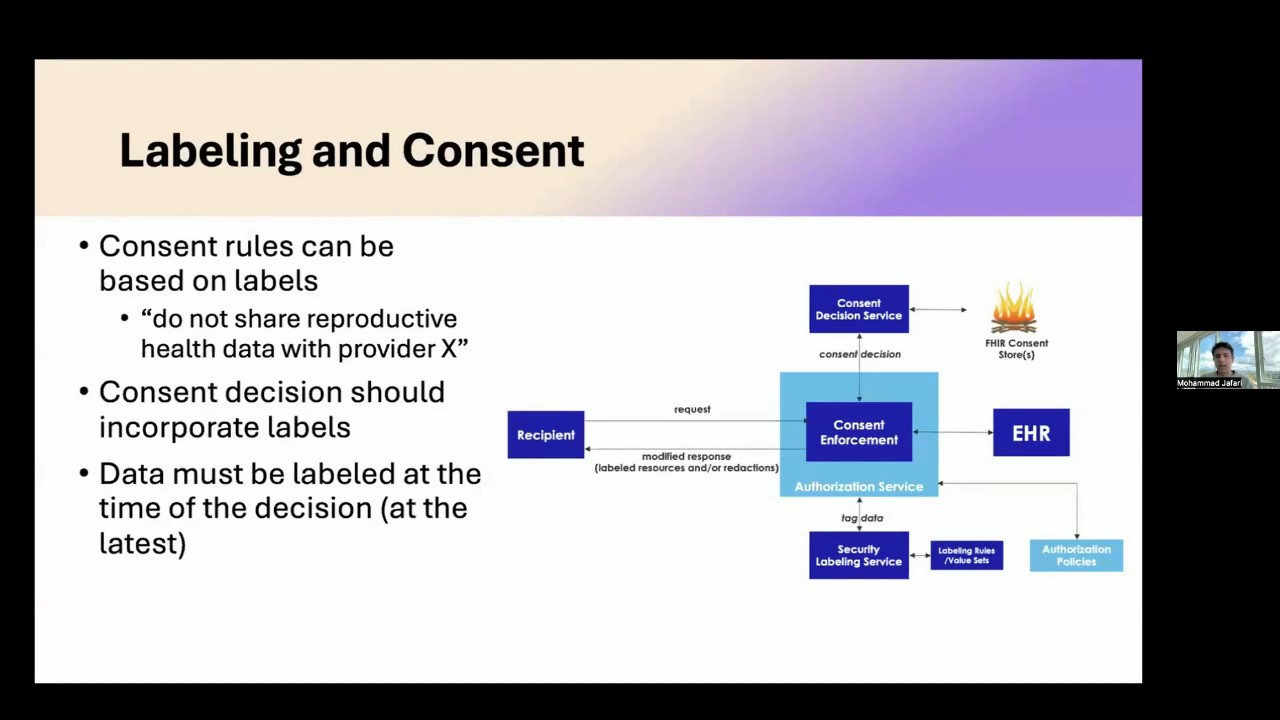 Labeling and Consent
• Consent rules can be
based on labels
• “do not share reproductive
health data with provider X”
• Consent decision should
incorporate labels
• Data must be labeled at the
time of the decision (at the
latest)
Consent
Decision Service
FHIR Consent
Store(s)
consent decision
Recipient
request
modified response
(labeled resources and/or redactions)
Consent
Enforcement
Authorization Service
EHR
tag data
Security
Labeling Service
Labeling Rules
/Value Sets
Authorization
Policies
Mohammad Jafari